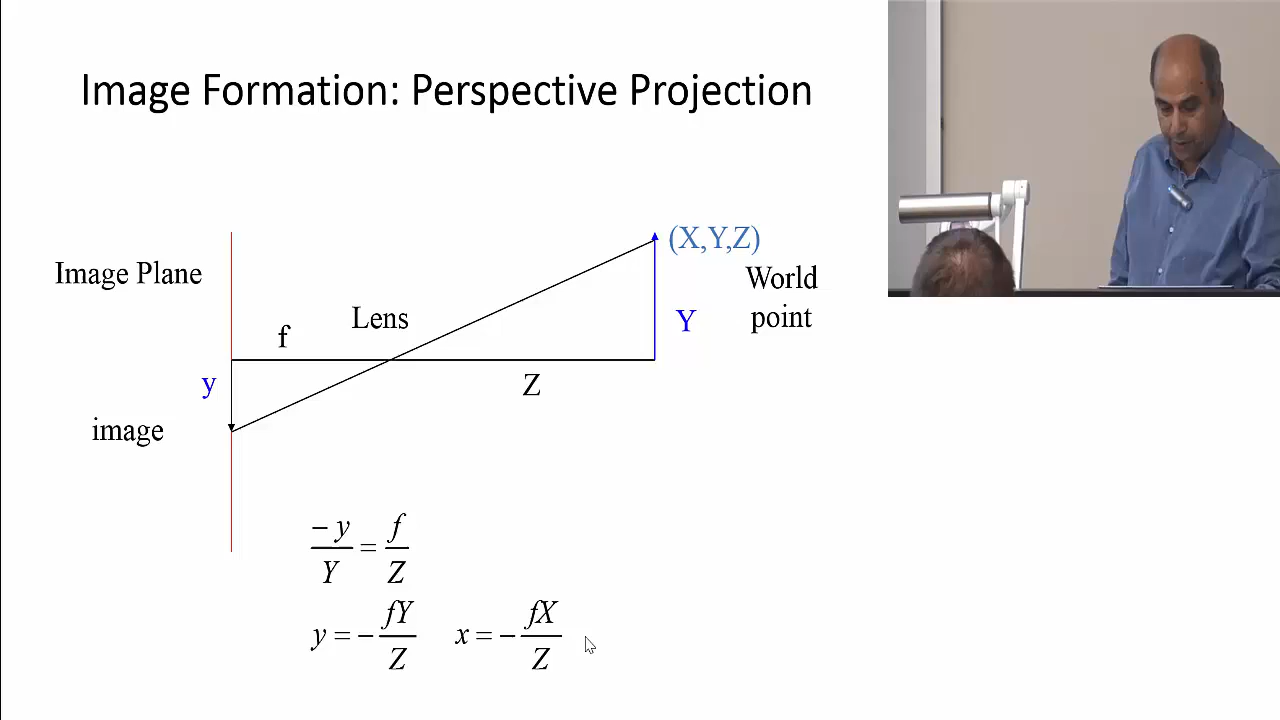 Image Formation: Perspective Projection
(X,Y,Z)
Image Plane
World
point
Lens
f
Y
y
Z
image
−y/Y = f/Z
y = −fY/Z x = −fX/Z